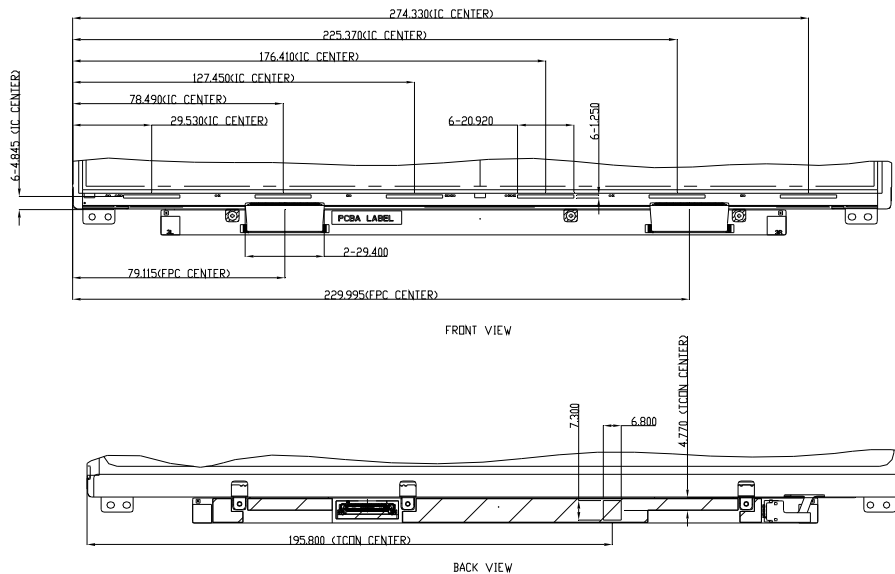 274.330(IC CENTER)
225.370(IC CENTER)
176.410(IC CENTER)
127.450(IC CENTER)
78.490(IC CENTER)
29.530(IC CENTER)
6-20.920
6-1.250
6-4.845 (IC CENTER)
PCBA LABEL
2-29.400
79.115(FPC CENTER)
229.995(FPC CENTER)
FRONT VIEW
7.300
6.800
4.770 (TCON CENTER)
195.800 (TCON CENTER)
BACK VIEW